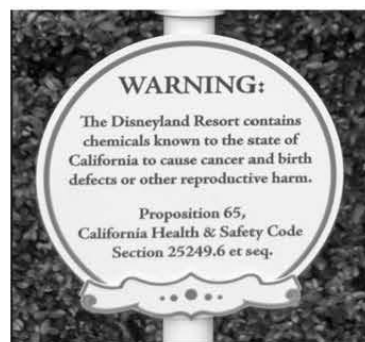 WARNING:
The Disneyland Resort contains
chemicals known to the state of
California to cause cancer and birth
defects or other reproductive harm.
Proposition 65,
California Health & Safety Code
Section 25249.6 et seq.